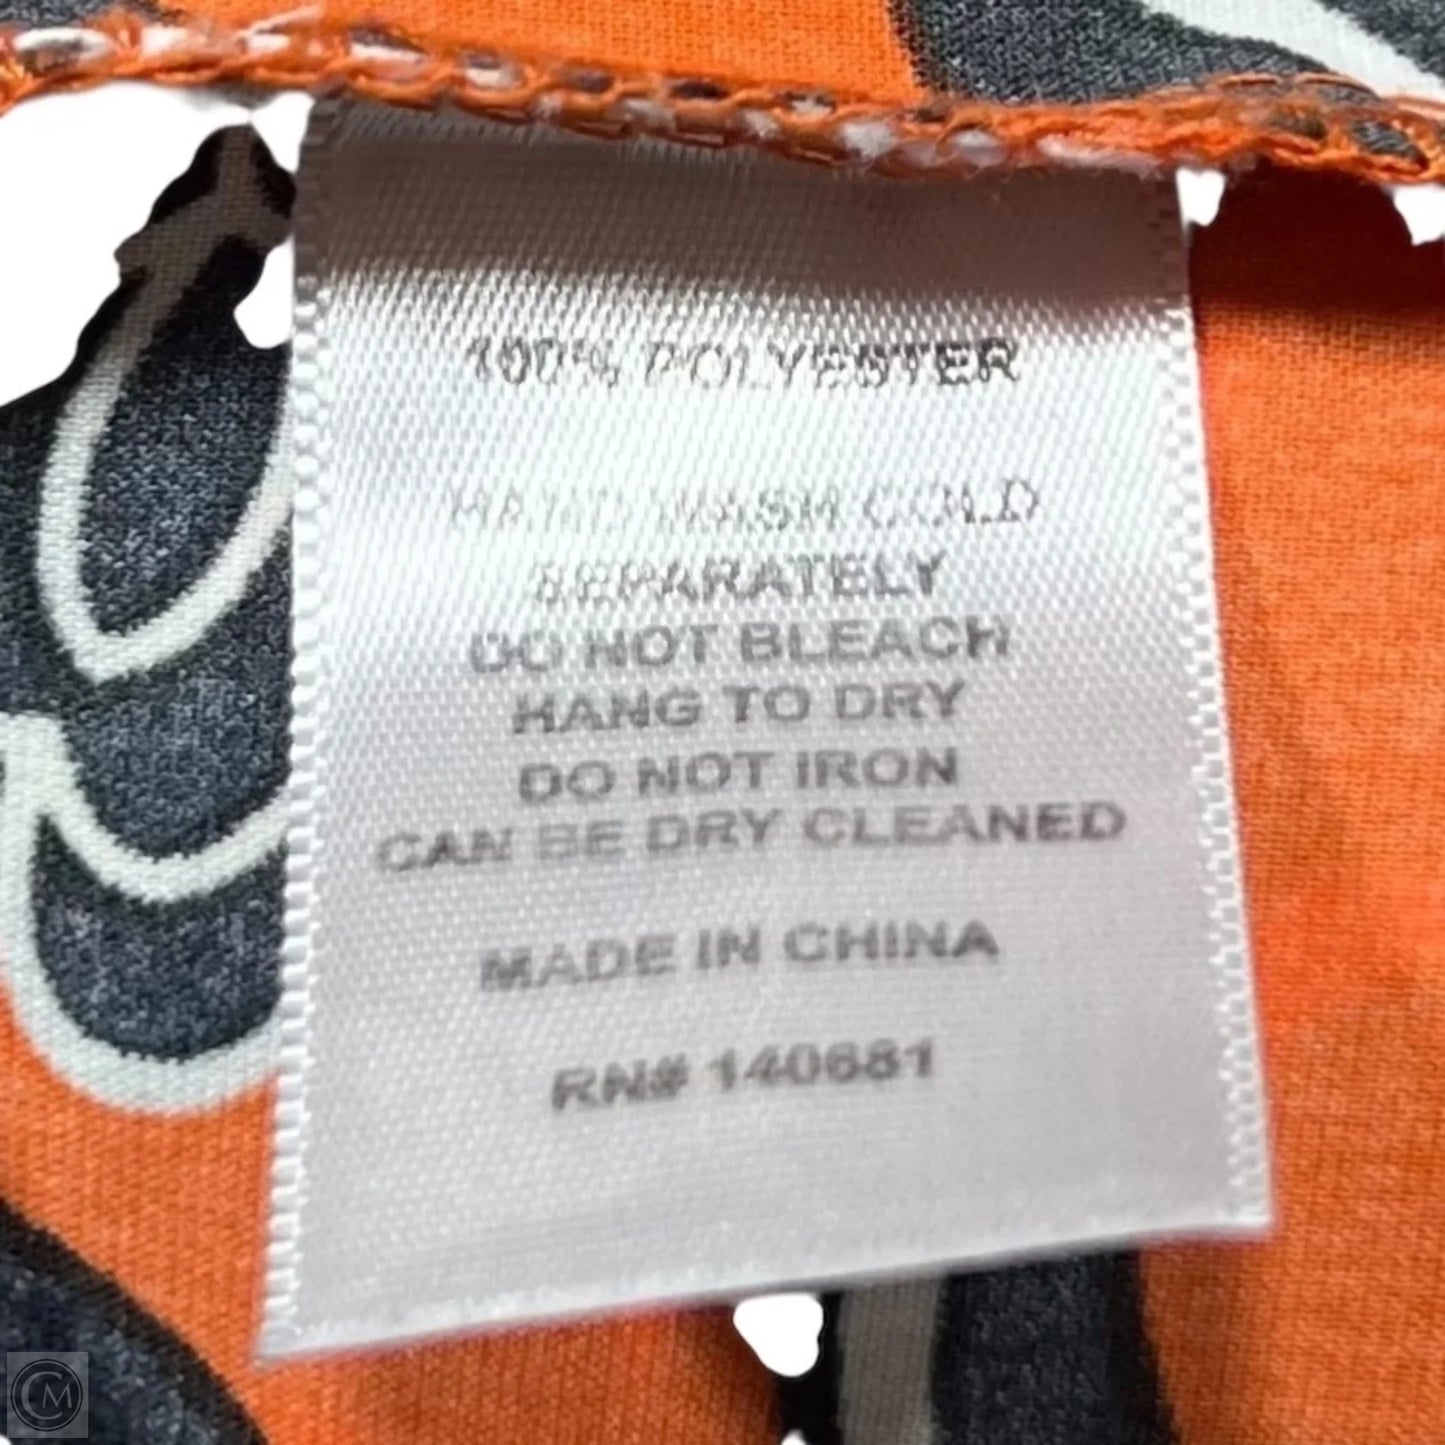 100% POLYESTER
HAND WASH COLD
SEPARATELY
DO NOT BLEACH
HANG TO DRY
DO NOT IRON
CAN BE DRY CLEANED
MADE IN CHINA
RN# 140681
CM